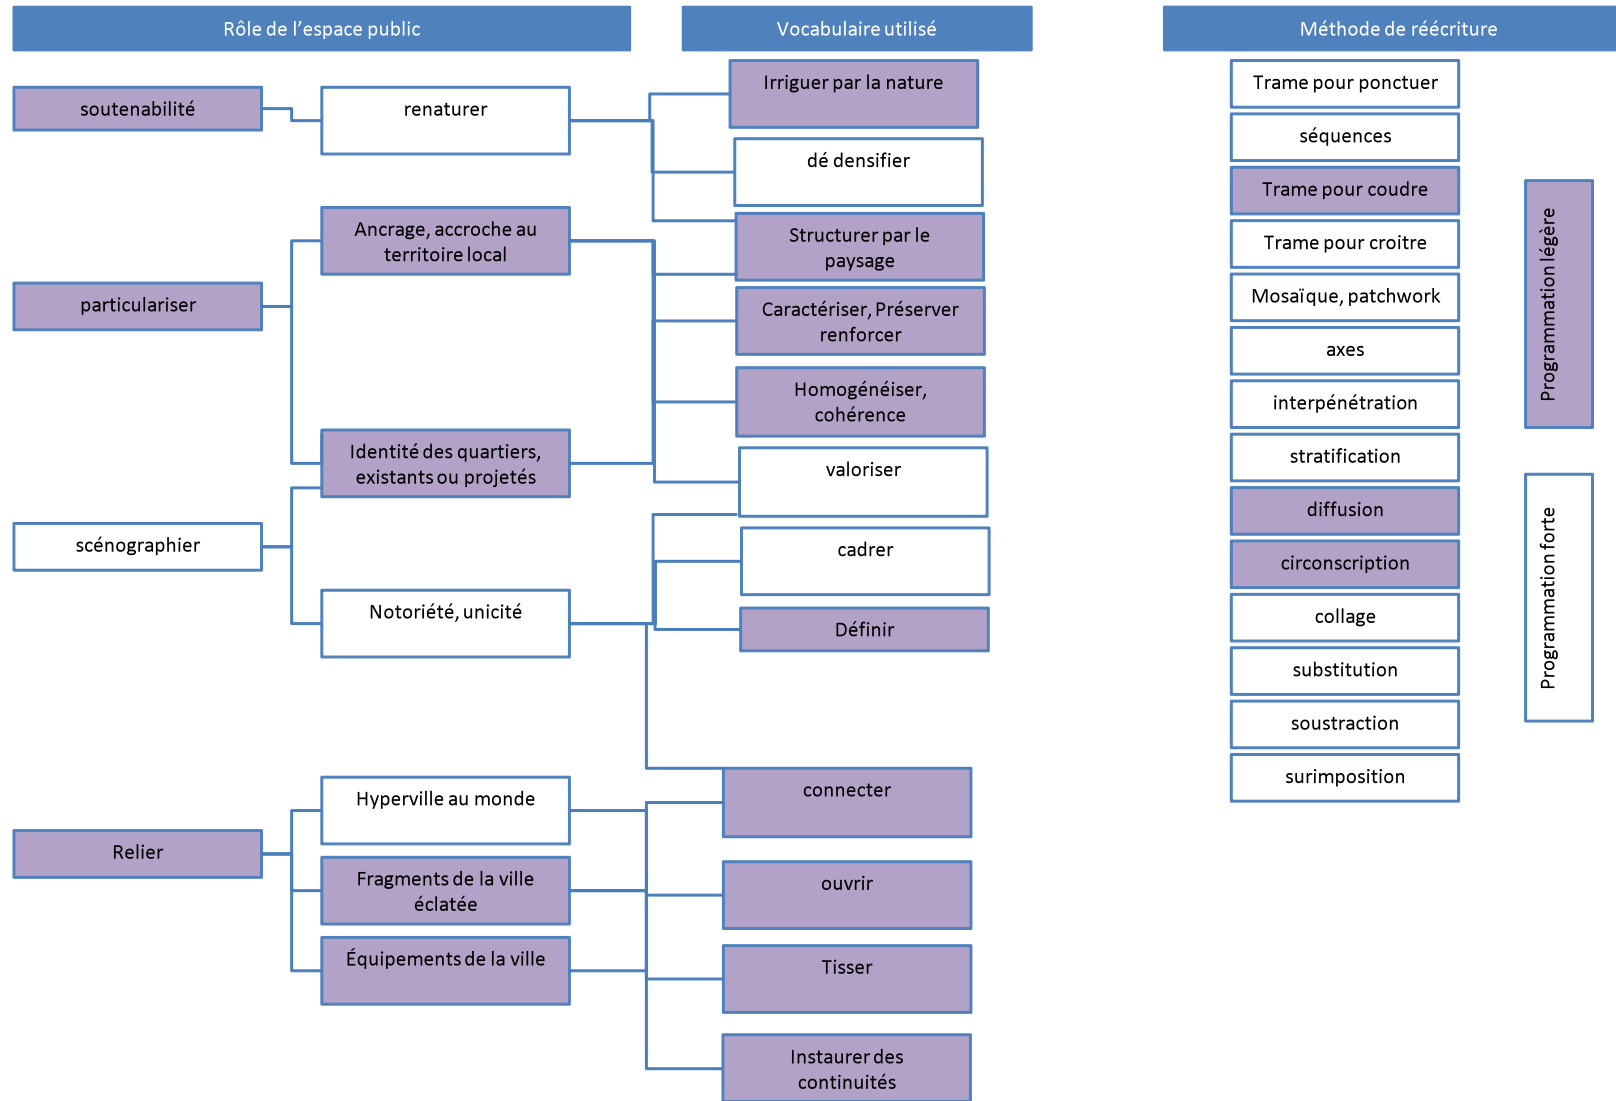 Rôle de l’espace public
Vocabulaire utilisé
Méthode de réécriture
soutenabilité
particulariser
scénographier
Relier
renaturer
Ancrage, accroche au
territoire local
Identité des quartiers,
existants ou projetés
Notoriété, unicité
Hyperville au monde
Fragments de la ville
éclatée
Équipements de la ville
Irriguer par la nature
dé densifier
Structurer par le
paysage
Caractériser, Préserver
renforcer
Homogénéiser,
cohérence
valoriser
cadrer
Définir
connecter
ouvrir
Tisser
Instaurer des
continuités
Trame pour ponctuer
séquences
Trame pour coudre
Trame pour croitre
Mosaïque, patchwork
axes
interpénétration
stratification
diffusion
circonscription
collage
substitution
soustraction
surimposition
Programmation légère
Programmation forte